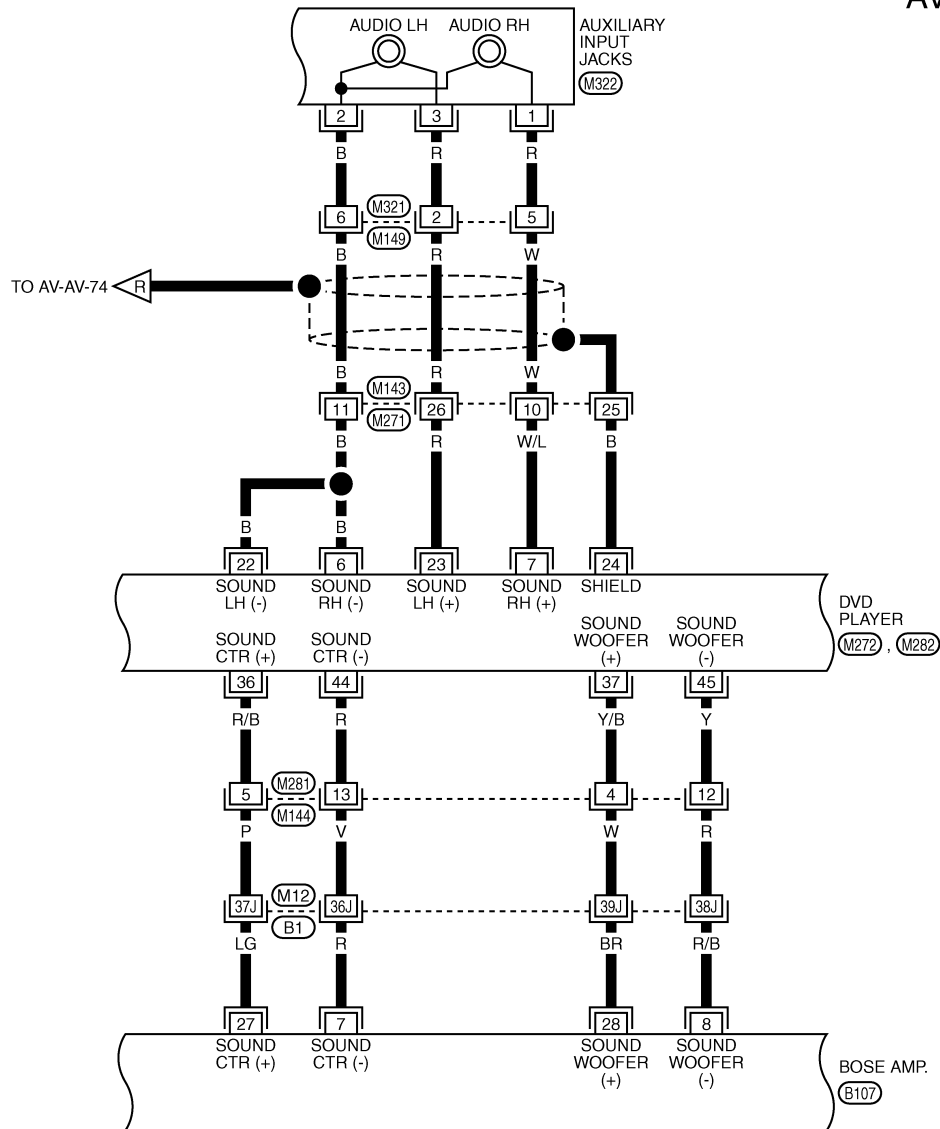 AV
AUDIO LH AUDIO RH
AUXILIARY
INPUT
JACKS
M322
2 3 1
B R R
M321
6 2 5
M149
B R W
TO AV-AV-74 R
B R W
M143
11 26 10 25
M271
B R W/L B
B B
22 6 23 7 24
SOUND LH (-)
SOUND RH (-)
SOUND LH (+)
SOUND RH (+)
SHIELD
DVD
PLAYER
M272 , M282
SOUND CTR (+)
SOUND CTR (-)
SOUND WOOFER (+)
SOUND WOOFER (-)
36 44 37 45
R/B R Y/B Y
M281
5 13 4 12
M144
P V W R
M12
37J 36J 39J 38J
B1
LG R BR R/B
27 7 28 8
SOUND CTR (+)
SOUND CTR (-)
SOUND WOOFER (+)
SOUND WOOFER (-)
BOSE AMP.
B107